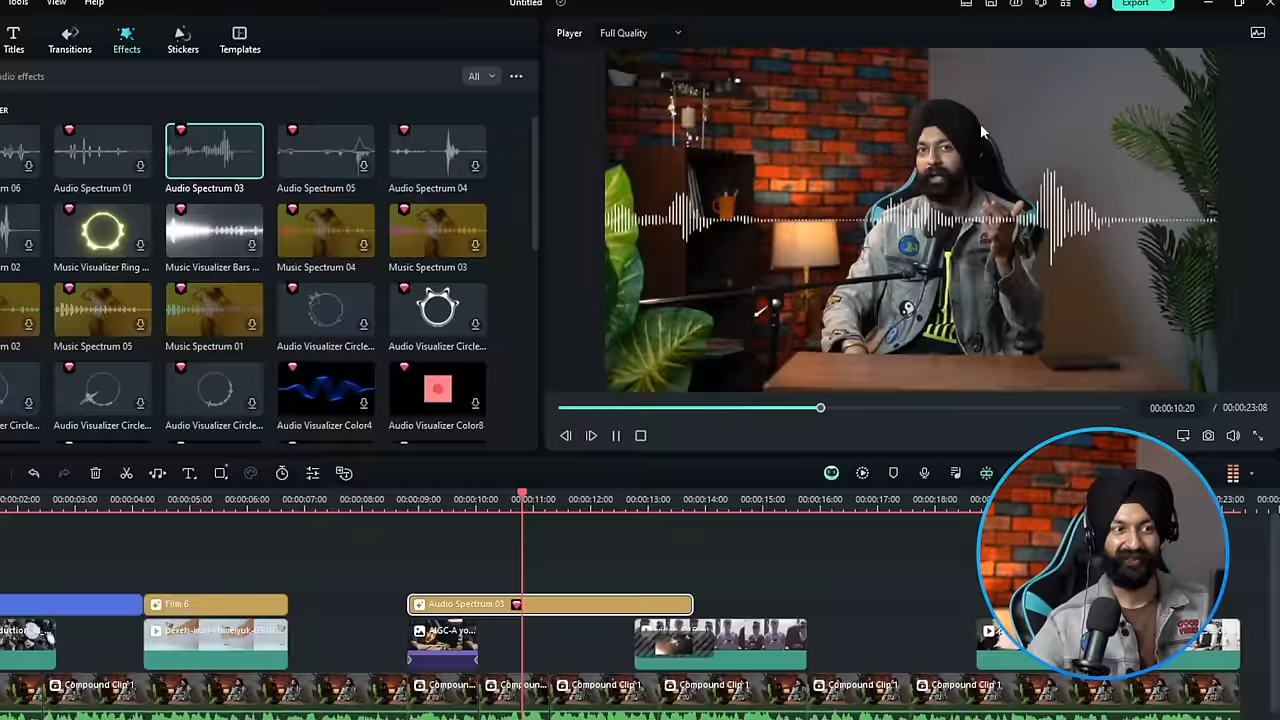 Tools View Help Untitled Export
Titles Transitions Effects Stickers Templates
Player Full Quality
dio effects All
ER
m 06 Audio Spectrum 01 Audio Spectrum 03 Audio Spectrum 05 Audio Spectrum 04
m 02 Music Visualizer Ring ... Music Visualizer Bars ... Music Spectrum 04 Music Spectrum 03
m 02 Music Spectrum 05 Music Spectrum 01 Audio Visualizer Circle... Audio Visualizer Circle...
er Circle... Audio Visualizer Circle... Audio Visualizer Circle... Audio Visualizer Color4 Audio Visualizer Color8
00:00:10:20 / 00:00:23:08
0:00:02:00 00:00:03:00 00:00:04:00 00:00:05:00 00:00:06:00 00:00:07:00 00:00:08:00 00:00:09:00 00:00:10:00 00:00:11:00 00:00:12:00 00:00:13:00 00:00:14:00 00:00:15:00 00:00:16:00 00:00:17:00 00:00:18:00 23:00 00:00
Film 6 Audio Spectrum 03
AIGC-A yo...
Compound Clip 1 Compoun... Compoun... Compound Clip 1 Compound Clip 1 Compound Clip 1 Compound Clip 1